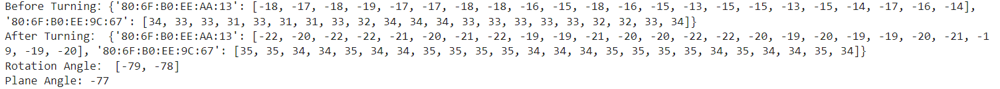 Before Turning: {'80:6F:B0:EE:AA:13': [-18, -17, -18, -19, -17, -17, -18, -18, -16, -15, -18, -16, -15, -13, -15, -15, -13, -15, -14, -17, -16, -14],
'80:6F:B0:EE:9C:67': [34, 33, 33, 31, 33, 31, 31, 33, 32, 34, 34, 34, 33, 33, 33, 33, 33, 32, 32, 33, 34]}
After Turning:  {'80:6F:B0:EE:AA:13': [-22, -20, -22, -22, -21, -20, -21, -22, -19, -19, -21, -20, -20, -22, -22, -20, -19, -20, -19, -19, -20, -21, -1
9, -19, -20], '80:6F:B0:EE:9C:67': [35, 35, 34, 34, 35, 34, 34, 35, 35, 35, 35, 34, 34, 34, 35, 35, 35, 35, 34, 35, 34, 34, 35, 34]}
Rotation Angle:  [-79, -78]
Plane Angle: -77